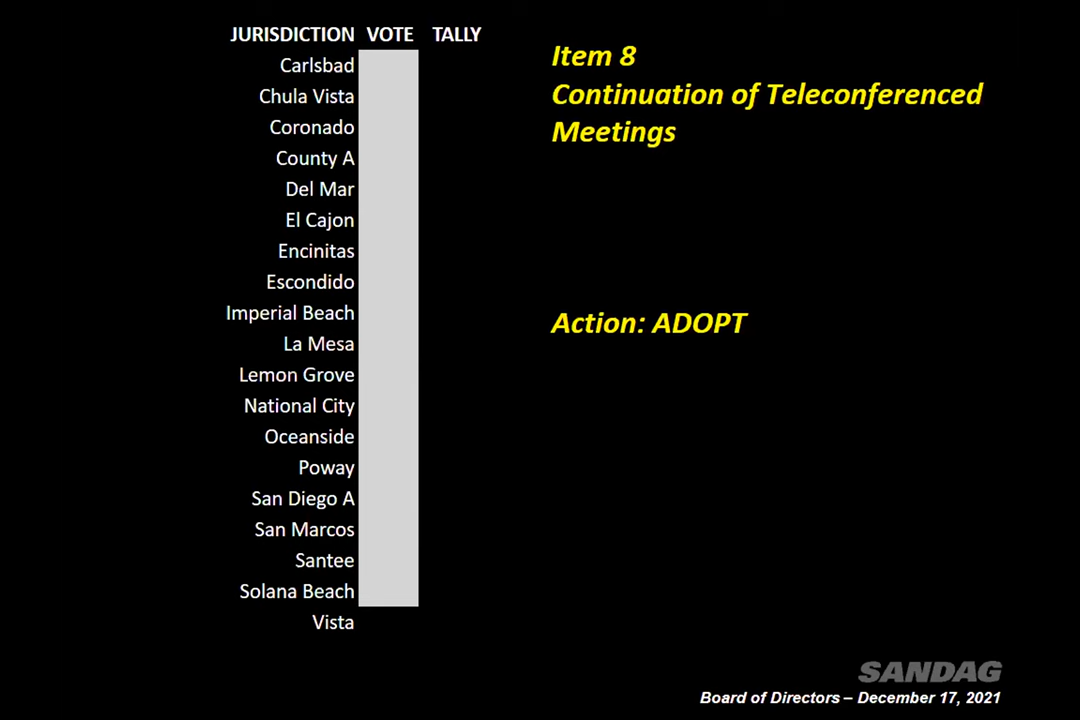 JURISDICTION VOTE TALLY
Carlsbad
Chula Vista
Coronado
County A
Del Mar
El Cajon
Encinitas
Escondido
Imperial Beach
La Mesa
Lemon Grove
National City
Oceanside
Poway
San Diego A
San Marcos
Santee
Solana Beach
Vista
Item 8
Continuation of Teleconferenced
Meetings
Action: ADOPT
SANDAG
Board of Directors – December 17, 2021